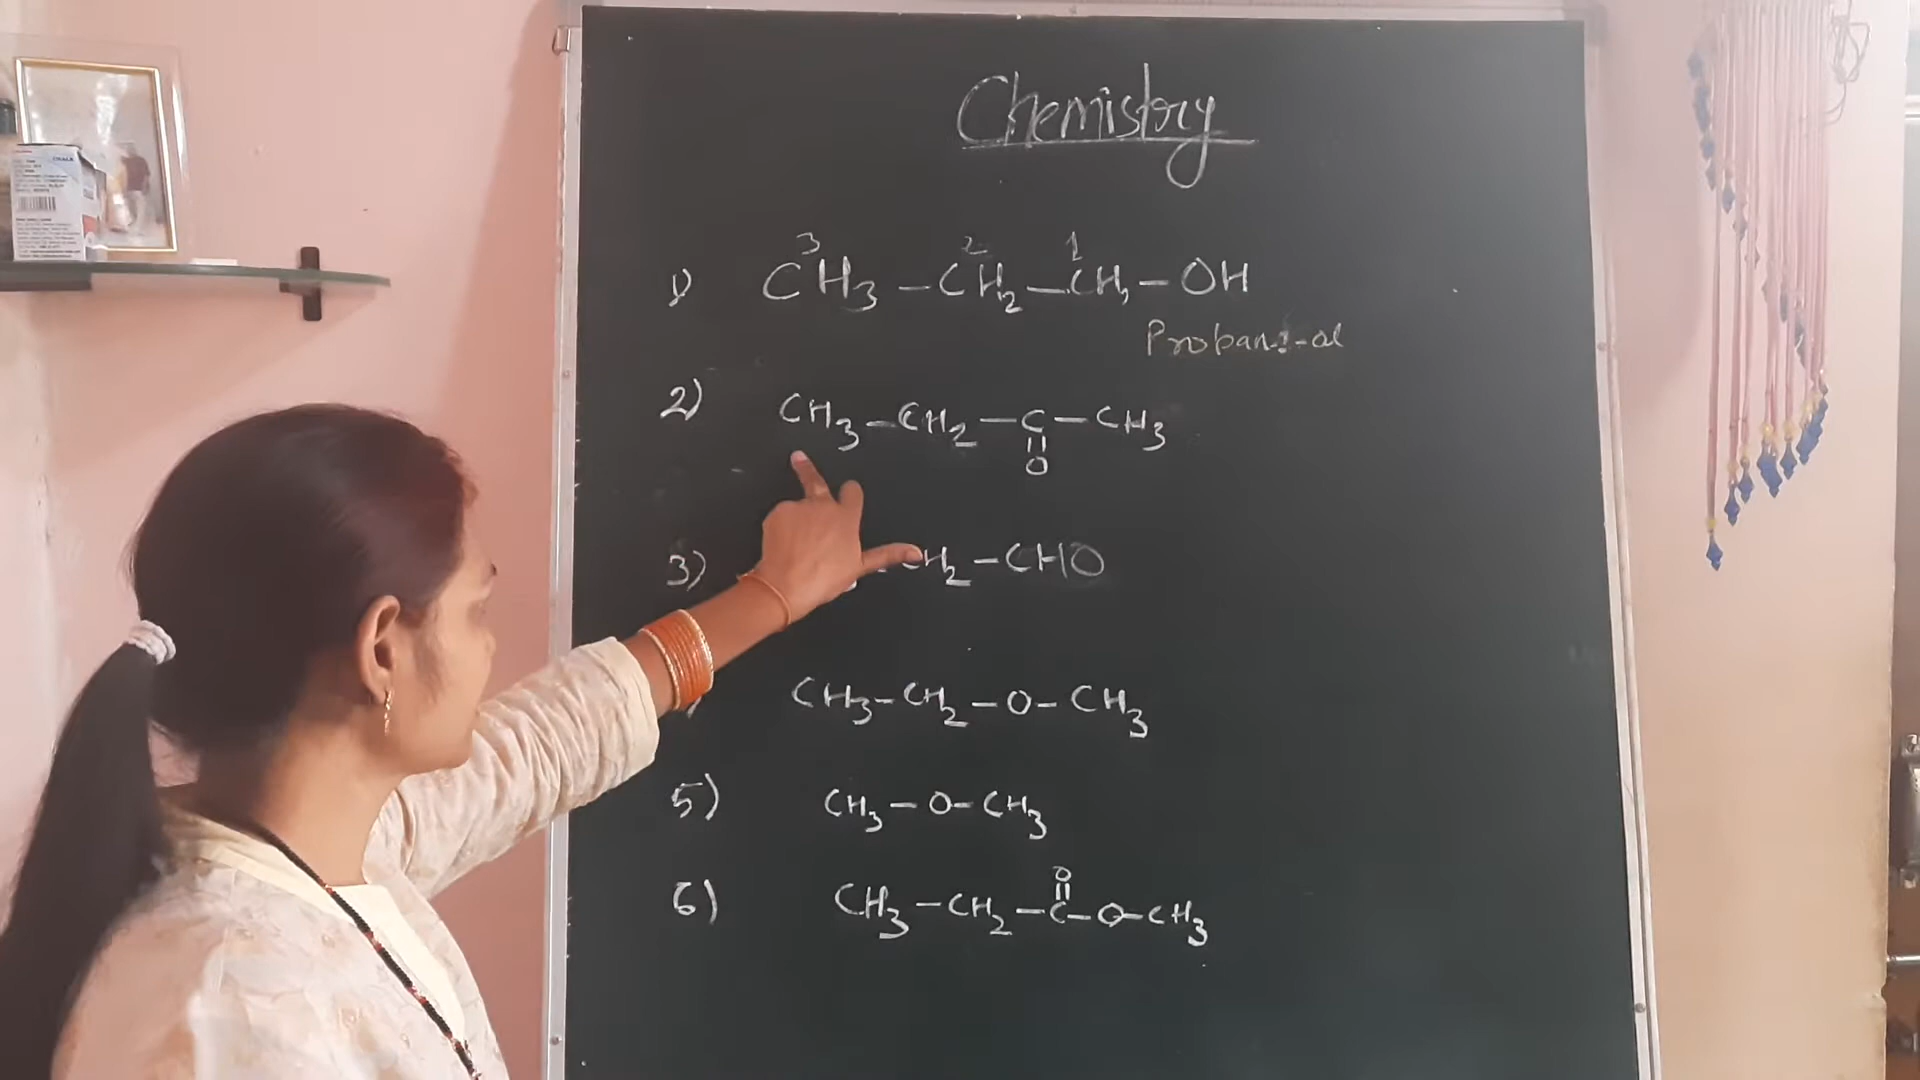 Chemistry
3 2 1
1) CH3 - CH2 - CH2 - OH
Propan-1-ol
2) CH3 - CH2 - C - CH3
||
O
3) CH2 - CHO
CH3 - CH2 - O - CH3
5) CH3 - O - CH3
O
||
6) CH3 - CH2 - C - O - CH3